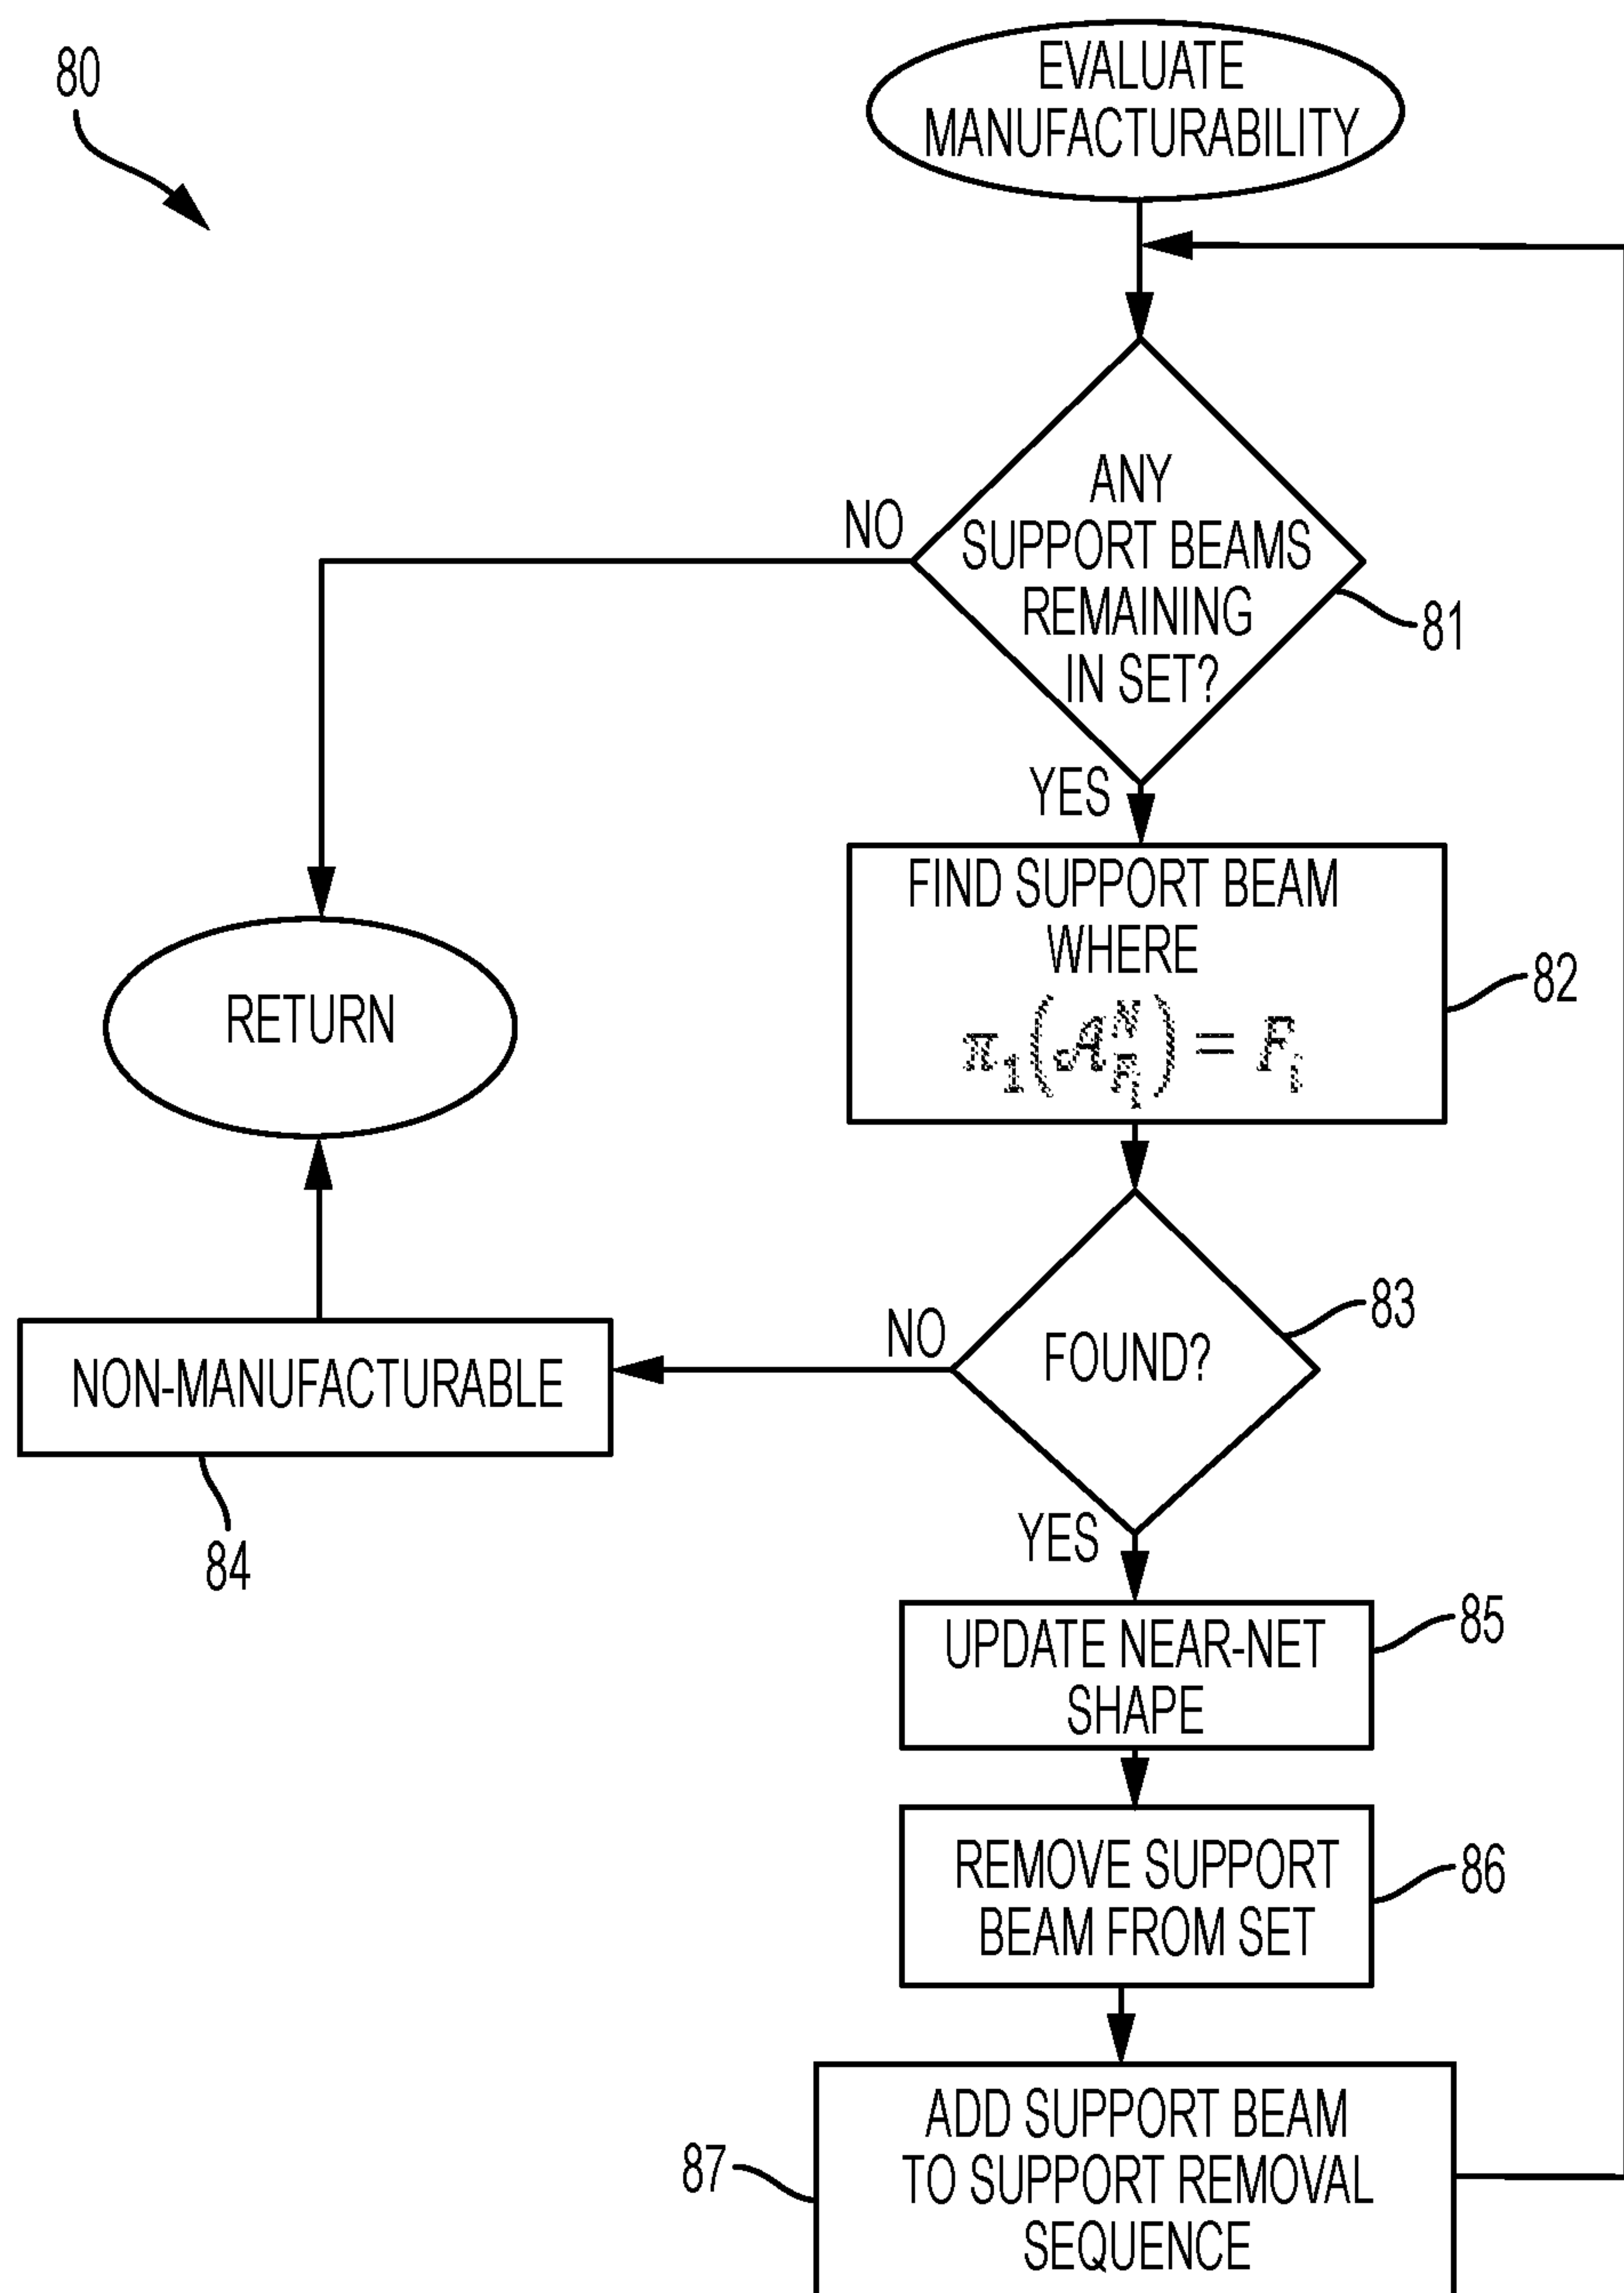 80
EVALUATE
MANUFACTURABILITY
NO
ANY
SUPPORT BEAMS
REMAINING
IN SET?
81
YES
FIND SUPPORT BEAM
WHERE
82
RETURN
NO
FOUND?
83
NON-MANUFACTURABLE
84
YES
UPDATE NEAR-NET
SHAPE
85
REMOVE SUPPORT
BEAM FROM SET
86
ADD SUPPORT BEAM
TO SUPPORT REMOVAL
SEQUENCE
87